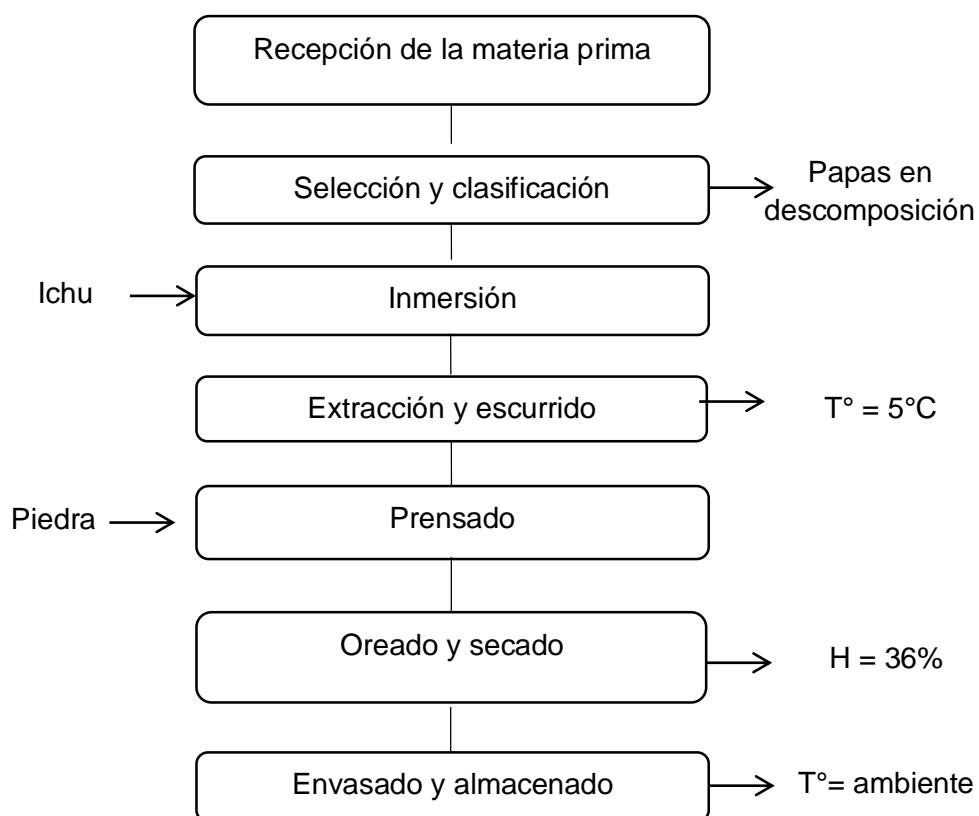 Recepción de la materia prima
Selección y clasificación
Papas en
descomposición
Ichu
Inmersión
Extracción y escurrido
T° = 5°C
Piedra
Prensado
Oreado y secado
H = 36%
Envasado y almacenado
T°= ambiente